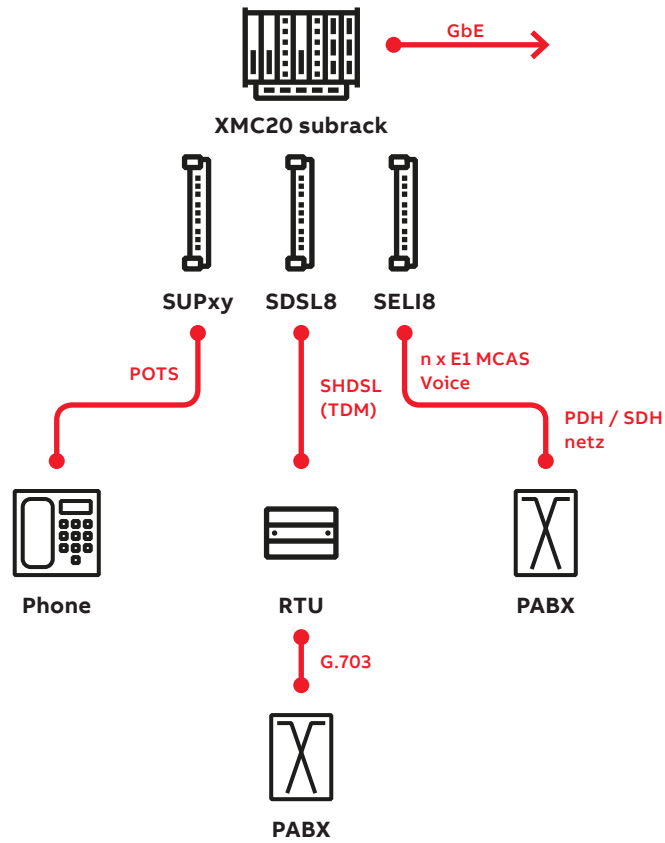 GbE
XMC20 subrack
SUPxy
SDSL8
SELI8
POTS
SHDSL
(TDM)
n x E1 MCAS
Voice
PDH / SDH
netz
Phone
RTU
PABX
G.703
PABX